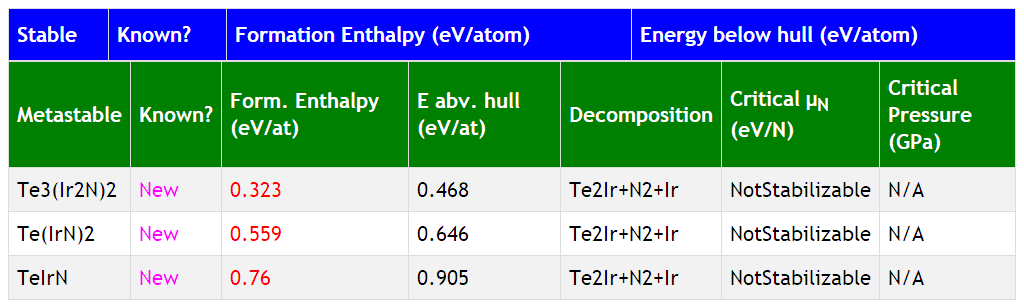 Stable Known? Formation Enthalpy (eV/atom) Energy below hull (eV/atom)
Metastable Known? Form. Enthalpy (eV/at) E abv. hull (eV/at) Decomposition Critical μN (eV/N) Critical Pressure (GPa)
Te3(Ir2N)2 New 0.323 0.468 Te2Ir+N2+Ir NotStabilizable N/A
Te(IrN)2 New 0.559 0.646 Te2Ir+N2+Ir NotStabilizable N/A
TeIrN New 0.76 0.905 Te2Ir+N2+Ir NotStabilizable N/A